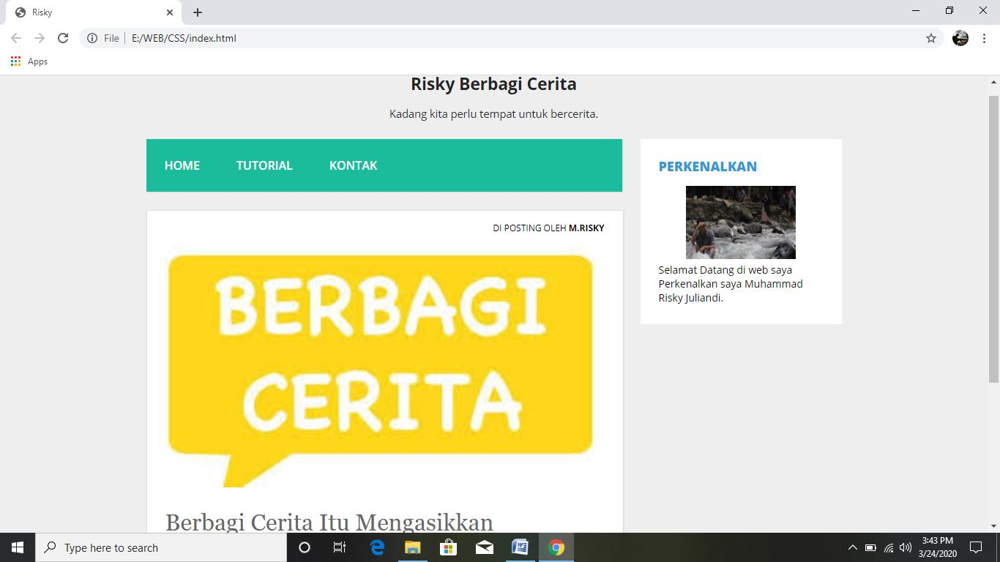 Risky
File E:/WEB/CSS/index.html
Apps
Risky Berbagi Cerita
Kadang kita perlu tempat untuk bercerita.
HOME TUTORIAL KONTAK
DI POSTING OLEH M.RISKY
BERBAGI
CERITA
Berbagi Cerita Itu Mengasikkan
PERKENALKAN
Selamat Datang di web saya
Perkenalkan saya Muhammad
Risky Juliandi.
Type here to search
3:43 PM
3/24/2020